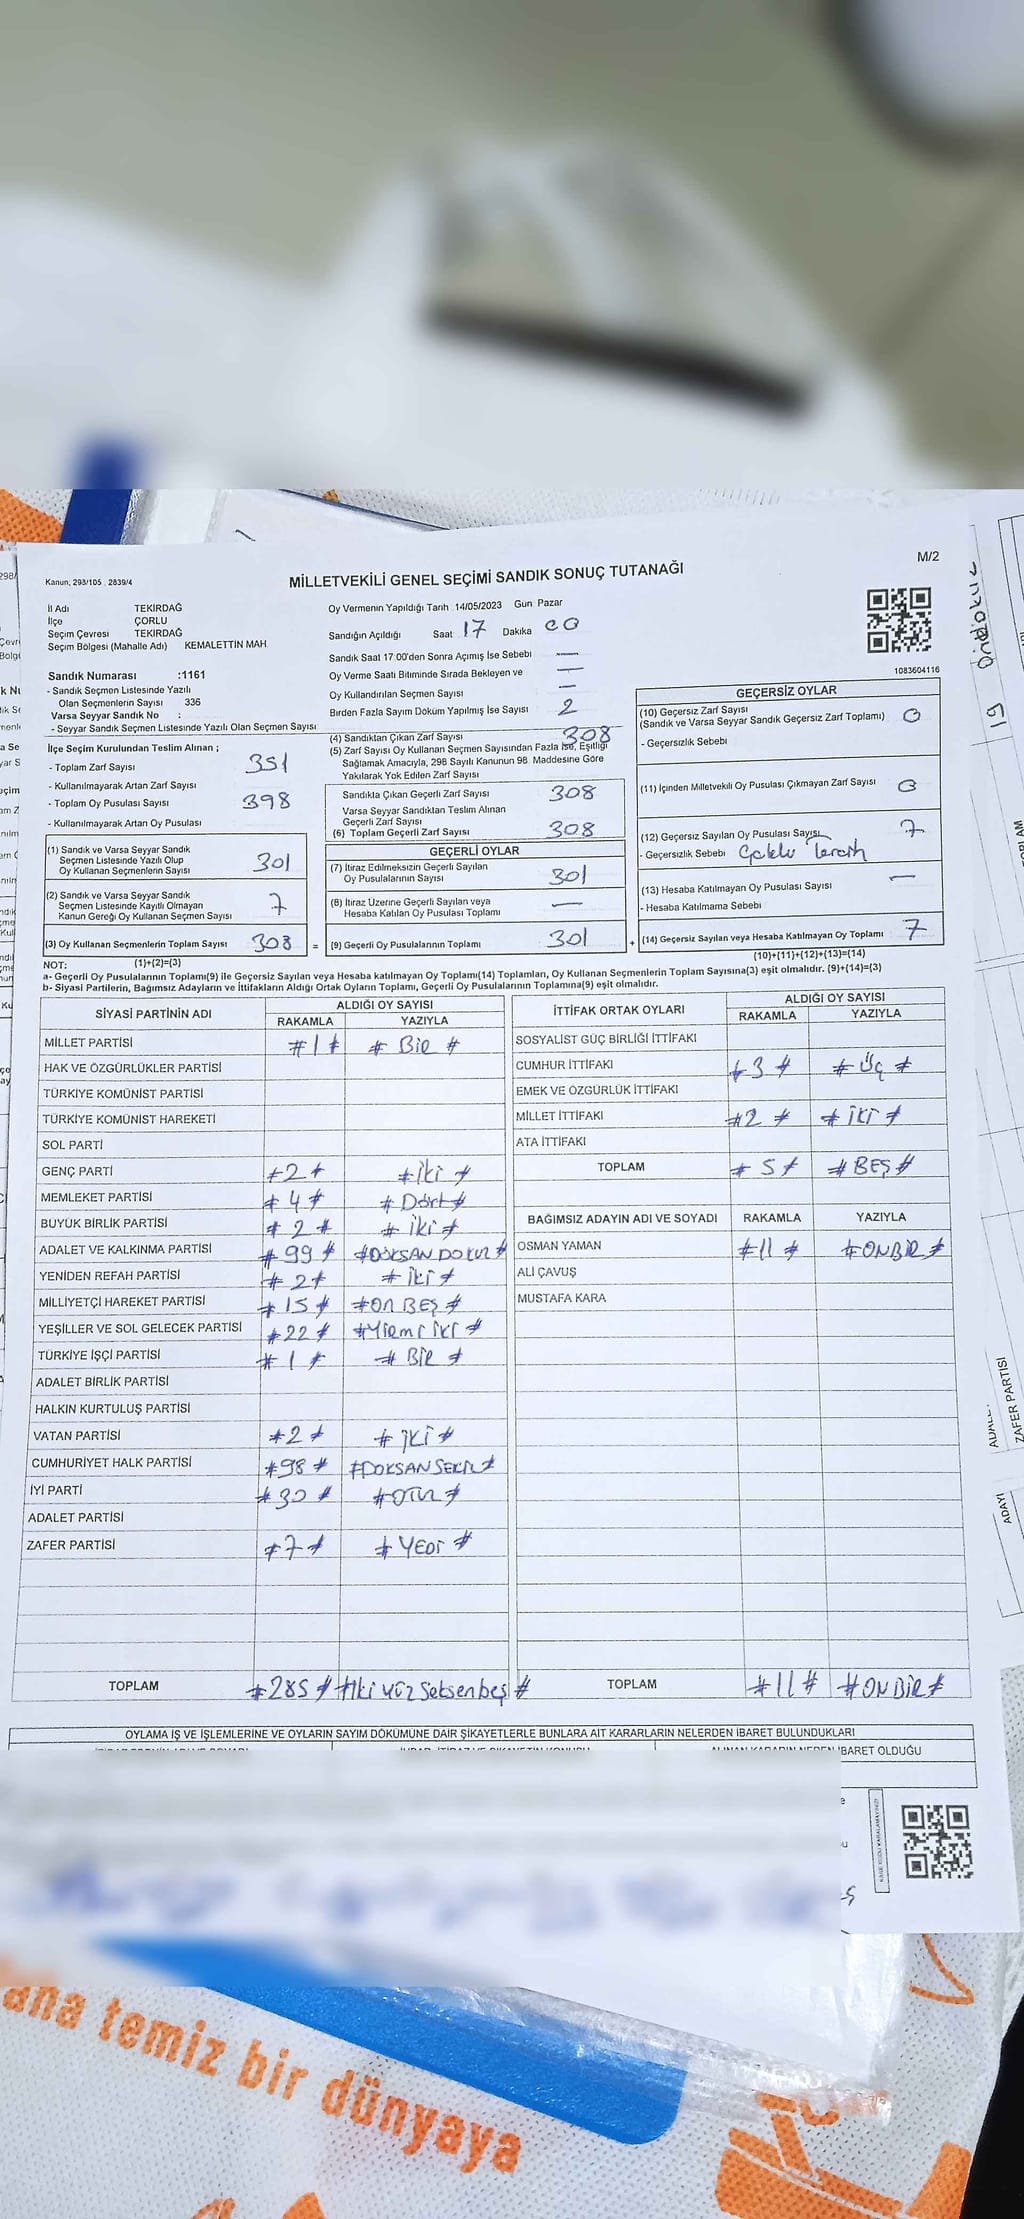 M/2
Kanun; 298/105 , 2839/4
MİLLETVEKİLİ GENEL SEÇİMİ SANDIK SONUÇ TUTANAĞI
İl Adı TEKİRDAĞ
İlçe ÇORLU
Seçim Çevresi TEKİRDAĞ
Seçim Bölgesi (Mahalle Adı) KEMALETTİN MAH
Sandık Numarası :1161
- Sandık Seçmen Listesinde Yazılı
Olan Seçmenlerin Sayısı 336
Varsa Seyyar Sandık No :
- Seyyar Sandık Seçmen Listesinde Yazılı Olan Seçmen Sayısı
İlçe Seçim Kurulundan Teslim Alınan ;
- Toplam Zarf Sayısı 351
- Kullanılmayarak Artan Zarf Sayısı
- Toplam Oy Pusulası Sayısı 398
- Kullanılmayarak Artan Oy Pusulası
(1) Sandık ve Varsa Seyyar Sandık
Seçmen Listesinde Yazılı Olup
Oy Kullanan Seçmenlerin Sayısı 301
(2) Sandık ve Varsa Seyyar Sandık
Seçmen Listesinde Kayıtlı Olmayan
Kanun Gereği Oy Kullanan Seçmen Sayısı 7
(3) Oy Kullanan Seçmenlerin Toplam Sayısı 308 =
(1)+(2)=(3)
Oy Vermenin Yapıldığı Tarih 14/05/2023 Gün Pazar
Sandığın Açıldığı Saat 17 Dakika 00
Sandık Saat 17:00'den Sonra Açımış İse Sebebi —
Oy Verme Saati Bitiminde Sırada Bekleyen ve —
Oy Kullandırılan Seçmen Sayısı —
Birden Fazla Sayım Döküm Yapılmış İse Sayısı 2
(4) Sandıktan Çıkan Zarf Sayısı 308
(5) Zarf Sayısı Oy Kullanan Seçmen Sayısından Fazla ise, Eşitliği
Sağlamak Amacıyla, 298 Sayılı Kanunun 98. Maddesine Göre
Yakılarak Yok Edilen Zarf Sayısı
Sandıkta Çıkan Geçerli Zarf Sayısı 308
Varsa Seyyar Sandıktan Teslim Alınan
Geçerli Zarf Sayısı
(6) Toplam Geçerli Zarf Sayısı 308
GEÇERLİ OYLAR
(7) İtiraz Edilmeksizin Geçerli Sayılan
Oy Pusulalarının Sayısı 301
(8) İtiraz Üzerine Geçerli Sayılan veya
Hesaba Katılan Oy Pusulası Toplamı —
(9) Geçerli Oy Pusulalarının Toplamı 301 +
1083604116
GEÇERSİZ OYLAR
(10) Geçersiz Zarf Sayısı
(Sandık ve Varsa Seyyar Sandık Geçersiz Zarf Toplamı) 0
- Geçersizlik Sebebi
(11) İçinden Milletvekili Oy Pusulası Çıkmayan Zarf Sayısı 0
(12) Geçersiz Sayılan Oy Pusulası Sayısı 7
- Geçersizlik Sebebi Çoklu Tercih
(13) Hesaba Katılmayan Oy Pusulası Sayısı —
- Hesaba Katılmama Sebebi
(14) Geçersiz Sayılan veya Hesaba Katılmayan Oy Toplamı 7
(10)+(11)+(12)+(13)=(14)
NOT:
a- Geçerli Oy Pusulalarının Toplamı(9) ile Geçersiz Sayılan veya Hesaba katılmayan Oy Toplamı(14) Toplamları, Oy Kullanan Seçmenlerin Toplam Sayısına(3) eşit olmalıdır. (9)+(14)=(3)
b- Siyasi Partilerin, Bağımsız Adayların ve İttifakların Aldığı Ortak Oyların Toplamı, Geçerli Oy Pusulalarının Toplamına(9) eşit olmalıdır.
SİYASİ PARTİNİN ADI ALDIĞI OY SAYISI
RAKAMLA YAZIYLA
MİLLET PARTİSİ #1# # Bir #
HAK VE ÖZGÜRLÜKLER PARTİSİ
TÜRKİYE KOMÜNİST PARTİSİ
TÜRKİYE KOMÜNİST HAREKETİ
SOL PARTİ
GENÇ PARTİ #2# #İki #
MEMLEKET PARTİSİ #4# #Dört#
BÜYÜK BİRLİK PARTİSİ #2# #İki#
ADALET VE KALKINMA PARTİSİ #99# #DOKSAN DOKUZ#
YENİDEN REFAH PARTİSİ #2# #İki#
MİLLİYETÇİ HAREKET PARTİSİ #15# #ON BEŞ#
YEŞİLLER VE SOL GELECEK PARTİSİ #22# #Yirmi iki#
TÜRKİYE İŞÇİ PARTİSİ #1# # Bir #
ADALET BİRLİK PARTİSİ
HALKIN KURTULUŞ PARTİSİ
VATAN PARTİSİ #2# # İKİ #
CUMHURİYET HALK PARTİSİ #98# #DOKSAN SEKİZ#
İYİ PARTİ #30# #OTUZ#
ADALET PARTİSİ
ZAFER PARTİSİ #7# #YEDİ #
TOPLAM #285# #İki yüz Seksen beş #
İTTİFAK ORTAK OYLARI ALDIĞI OY SAYISI
RAKAMLA YAZIYLA
SOSYALİST GÜÇ BİRLİĞİ İTTİFAKI
CUMHUR İTTİFAKI #3# #Üç #
EMEK VE ÖZGÜRLÜK İTTİFAKI
MİLLET İTTİFAKI #2# #İKİ #
ATA İTTİFAKI
TOPLAM #5# #BEŞ#
BAĞIMSIZ ADAYIN ADI VE SOYADI RAKAMLA YAZIYLA
OSMAN YAMAN #11# #ONBİR#
ALİ ÇAVUŞ
MUSTAFA KARA
TOPLAM #11# #ONBİR#
OYLAMA İŞ VE İŞLEMLERİNE VE OYLARIN SAYIM DÖKÜMÜNE DAİR ŞİKAYETLERLE BUNLARA AİT KARARLARIN NELERDEN İBARET BULUNDUKLARI
İBARET OLDUĞU
19 Ondokuz
ZAFER PARTİSİ
ADAYI
ana temiz bir dünyaya